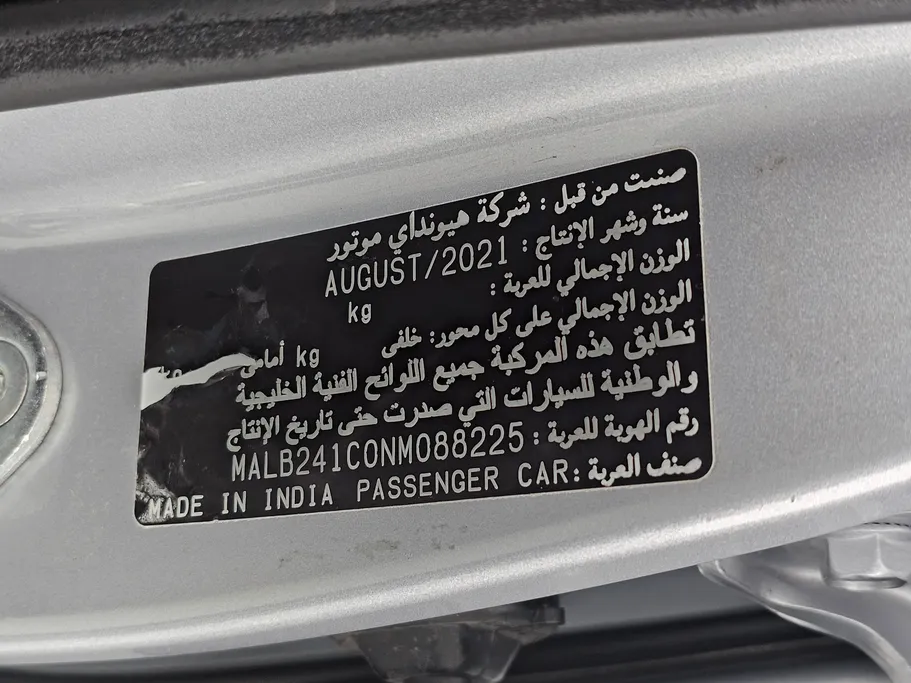 صنعت من قبل : شركة هيونداي موتور
سنة وشهر الإنتاج : AUGUST/2021
الوزن الإجمالي للعربة : kg
الوزن الإجمالي على كل محور: خلفى kg أمامى
تطابق هذه المركبة جميع اللوائح الفنية الخليجية
والوطنية للسيارات التي صدرت حتى تاريخ الإنتاج
رقم الهوية للعربة : MALB241C0NM088225
صنف العربة : PASSENGER CAR
MADE IN INDIA